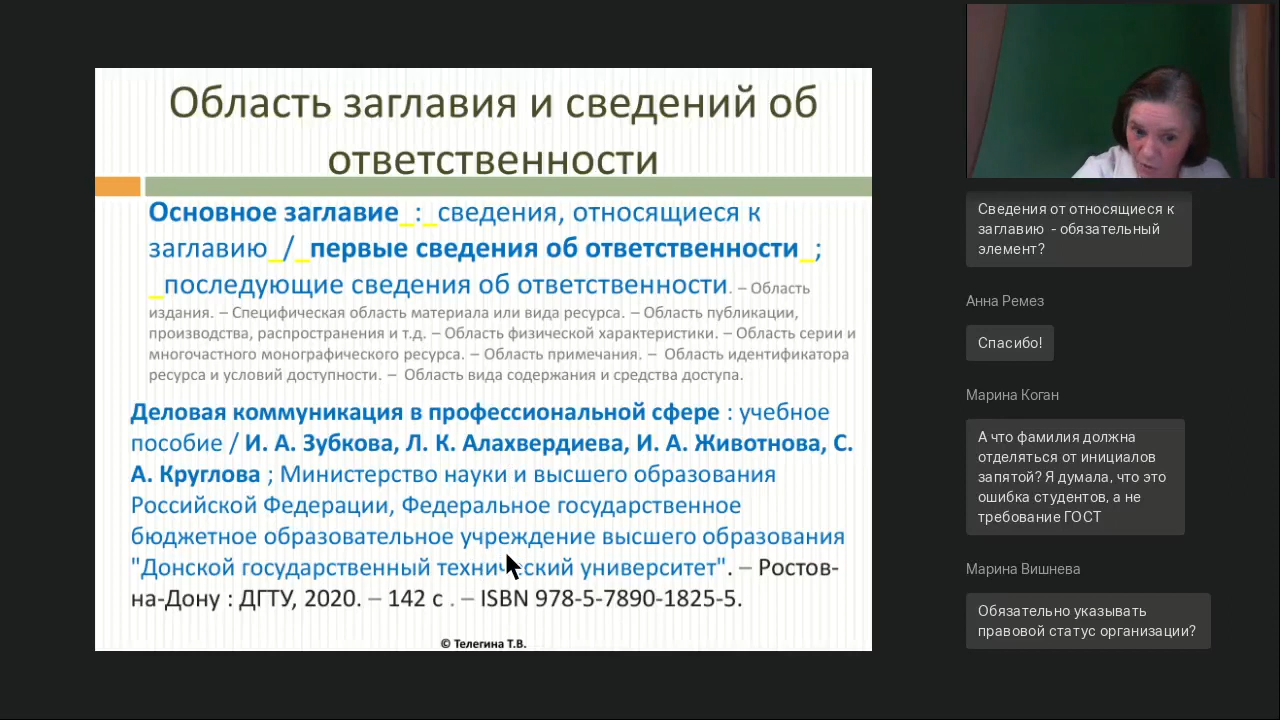 Область заглавия и сведений об
ответственности
Основное заглавие_:_сведения, относящиеся к
заглавию_/_первые сведения об ответственности_;
_последующие сведения об ответственности. – Область
издания. – Специфическая область материала или вида ресурса. – Область публикации,
производства, распространения и т.д. – Область физической характеристики. – Область серии и
многочастного монографического ресурса. – Область примечания. – Область идентификатора
ресурса и условий доступности. – Область вида содержания и средства доступа.
Деловая коммуникация в профессиональной сфере : учебное
пособие / И. А. Зубкова, Л. К. Алахвердиева, И. А. Животнова, С.
А. Круглова ; Министерство науки и высшего образования
Российской Федерации, Федеральное государственное
бюджетное образовательное учреждение высшего образования
"Донской государственный технический университет". – Ростов-
на-Дону : ДГТУ, 2020. – 142 с . – ISBN 978-5-7890-1825-5.
© Телегина Т.В.
Сведения от относящиеся к
заглавию - обязательный
элемент?
Анна Ремез
Спасибо!
Марина Коган
А что фамилия должна
отделяться от инициалов
запятой? Я думала, что это
ошибка студентов, а не
требование ГОСТ
Марина Вишнева
Обязательно указывать
правовой статус организации?